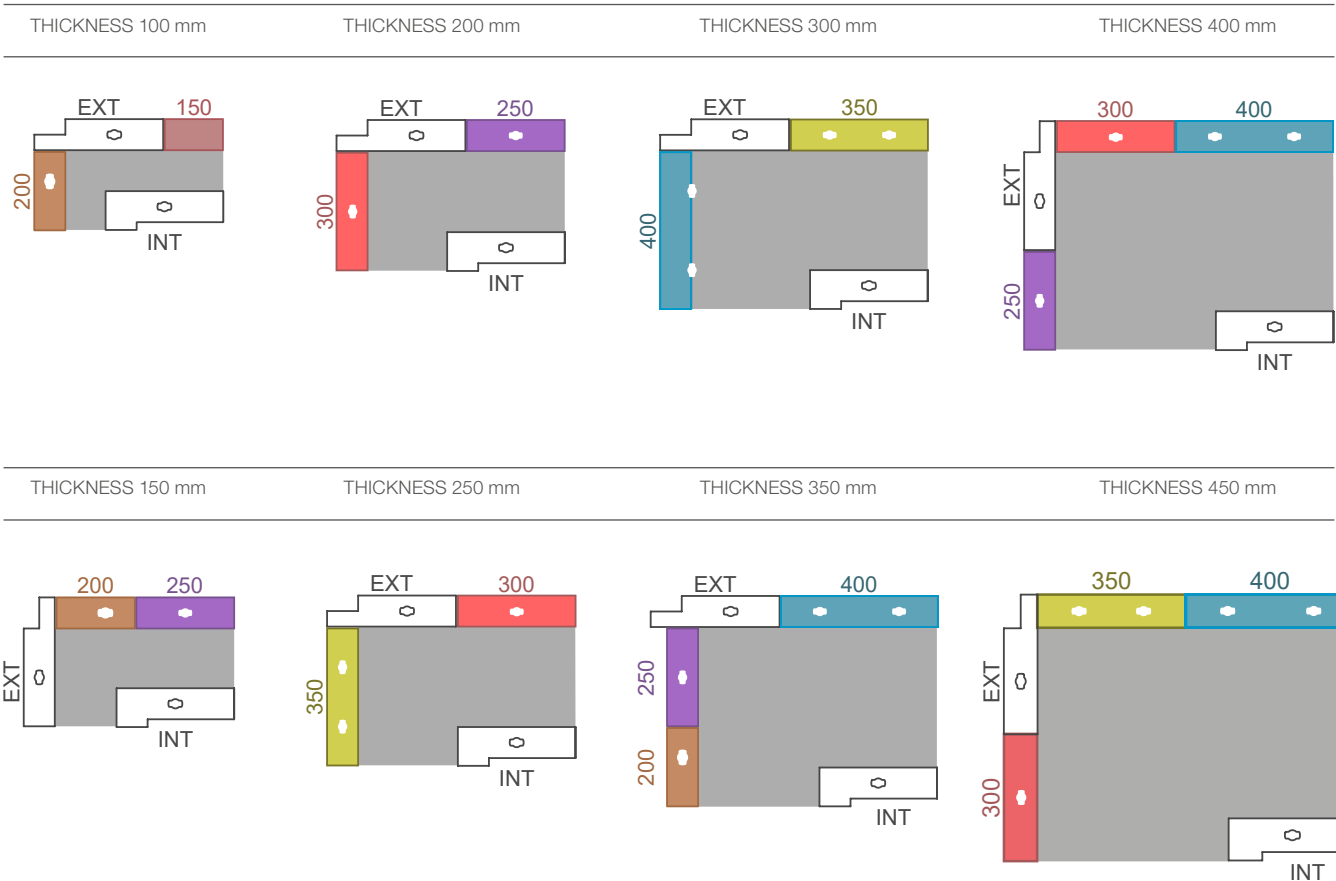 THICKNESS 100 mm THICKNESS 200 mm THICKNESS 300 mm THICKNESS 400 mm
EXT 150
200
INT
EXT 250
300
INT
EXT 350
400
INT
300 400
EXT
250
INT
THICKNESS 150 mm THICKNESS 250 mm THICKNESS 350 mm THICKNESS 450 mm
200 250
EXT
INT
EXT 300
350
INT
EXT 400
250
200
INT
350 400
EXT
300
INT